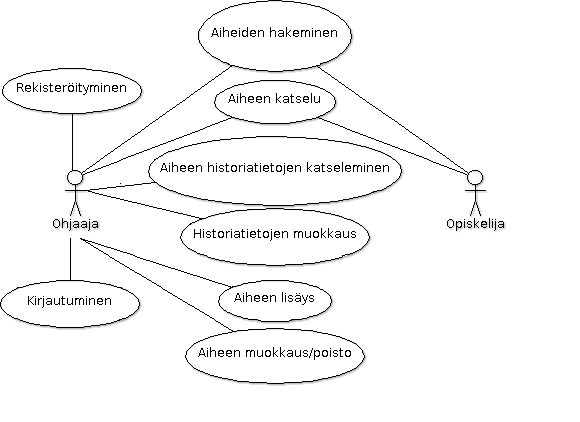 Aiheiden hakeminen
Rekisteröityminen
Aiheen katselu
Aiheen historiatietojen katseleminen
Ohjaaja
Opiskelija
Historiatietojen muokkaus
Kirjautuminen
Aiheen lisäys
Aiheen muokkaus/poisto